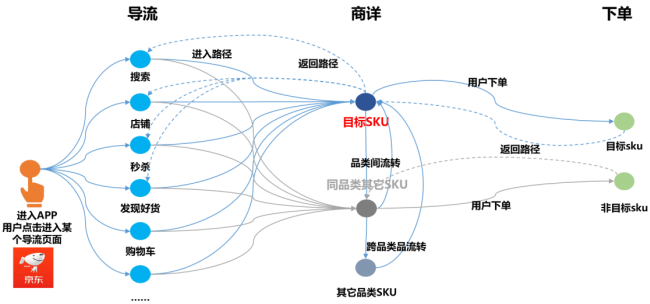 导流
商详
下单
进入路径
返回路径
搜索
用户下单
店铺
目标SKU
目标sku
返回路径
秒杀
品类间流转
同品类其它SKU
发现好货
用户下单
非目标sku
进入APP
用户点击进入某
个导流页面
购物车
跨品类品流转
京东
其它品类SKU
......